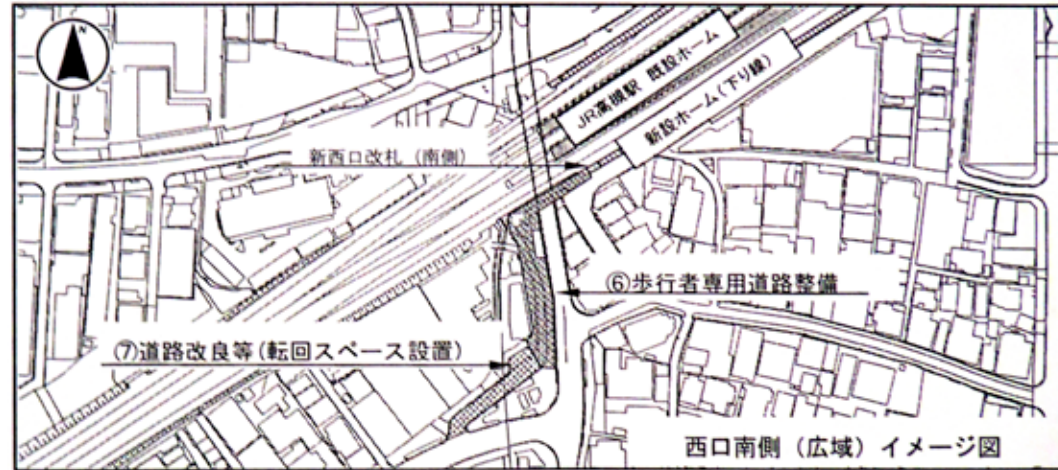 N
JR高槻駅 既設ホーム
新設ホーム(下り線)
新西口改札(南側)
⑥歩行者専用道路整備
⑦道路改良等(転回スペース設置)
西口南側(広域)イメージ図